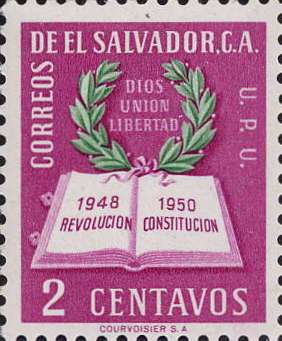 CORREOS
DE EL SALVADOR, C.A.
U.P.U.
DIOS
UNION
LIBERTAD
1948
REVOLUCION
1950
CONSTITUCION
2 CENTAVOS
COURVOISIER S.A